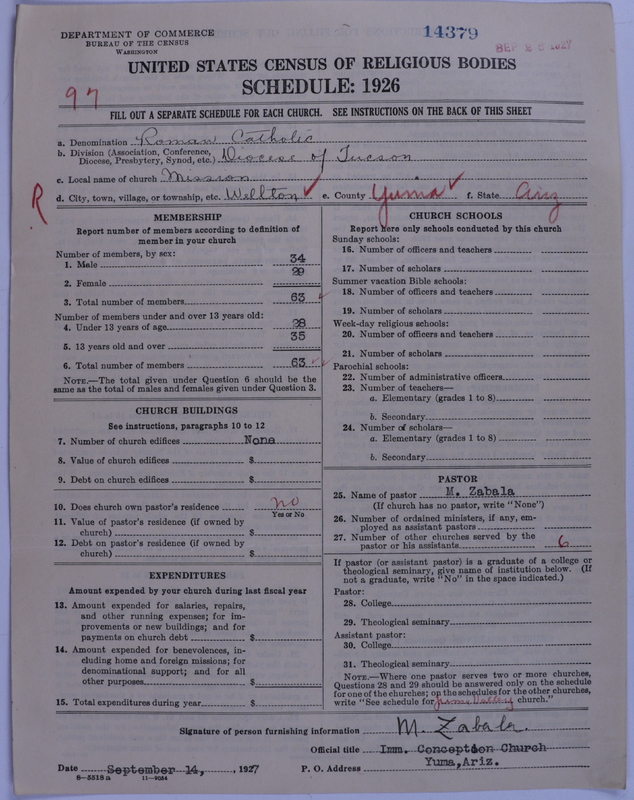 DEPARTMENT OF COMMERCE
BUREAU OF THE CENSUS
WASHINGTON
14379
SEP 26 1927
UNITED STATES CENSUS OF RELIGIOUS BODIES
SCHEDULE: 1926
97
FILL OUT A SEPARATE SCHEDULE FOR EACH CHURCH. SEE INSTRUCTIONS ON THE BACK OF THIS SHEET
a. Denomination Roman Catholic
b. Division (Association, Conference, Diocese, Presbytery, Synod, etc.) Diocese of Tucson
c. Local name of church Mission
R d. City, town, village, or township, etc. Wellton e. County Yuma f. State Ariz
MEMBERSHIP
Report number of members according to definition of
member in your church
Number of members, by sex:
1. Male 34
2. Female 29
3. Total number of members 63
Number of members under and over 13 years old:
4. Under 13 years of age 28
5. 13 years old and over 35
6. Total number of members 63
NOTE.—The total given under Question 6 should be
same as the total of males and females given under Question 3.
CHURCH BUILDINGS
See instructions, paragraphs 10 to 12
7. Number of church edifices None
8. Value of church edifices $
9. Debt on church edifices $
10. Does church own pastor's residence no
Yes or No
11. Value of pastor's residence (if owned by
church) $
12. Debt on pastor's residence (if owned by
church) $
EXPENDITURES
Amount expended by your church during last fiscal year
13. Amount expended for salaries, repairs,
and other running expenses; for im-
provements or new buildings; and for
payments on church debt $
14. Amount expended for benevolences, in-
cluding home and foreign missions; for
denominational support; and for all
other purposes $
15. Total expenditures during year $
CHURCH SCHOOLS
Report here only schools conducted by this church
Sunday schools:
16. Number of officers and teachers
17. Number of scholars
Summer vacation Bible schools:
18. Number of officers and teachers
19. Number of scholars
Week-day religious schools:
20. Number of officers and teachers
21. Number of scholars
Parochial schools:
22. Number of administrative officers
23. Number of teachers—
a. Elementary (grades 1 to 8)
b. Secondary
24. Number of scholars—
a. Elementary (grades 1 to 8)
b. Secondary
PASTOR
25. Name of pastor M. Zabala
(If church has no pastor, write "None")
26. Number of ordained ministers, if any, em-
ployed as assistant pastors
27. Number of other churches served by the
pastor or his assistants 6
If pastor (or assistant pastor) is a graduate of a college or
theological seminary, give name of institution below. (If
not a graduate, write "No" in the space indicated.)
Pastor:
28. College
29. Theological seminary
Assistant pastor:
30. College
31. Theological seminary
NOTE.—Where one pastor serves two or more churches,
Questions 28 and 29 should be answered only on the schedule
for one of the churches; on the schedules for the other churches,
write "See schedule for Yuma Valley church."
Signature of person furnishing information M. Zabala.
Official title Imm. Conception Church
Date September 14, 1927 P. O. Address Yuma, Ariz.
8-5518 a 11-9054